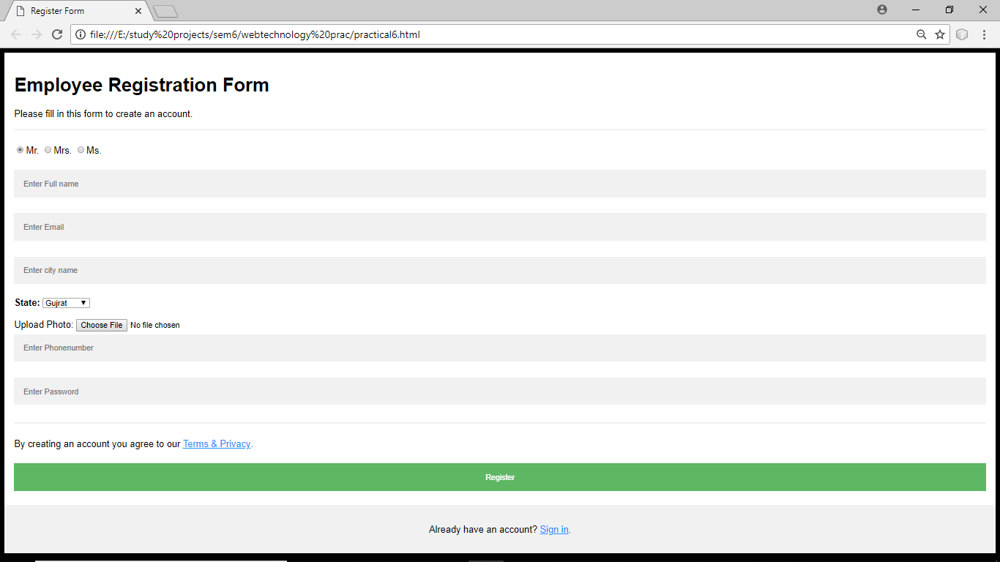 Register Form
file:///E:/study%20projects/sem6/webtechnology%20prac/practical6.html
Employee Registration Form
Please fill in this form to create an account.
Mr. Mrs. Ms.
Enter Full name
Enter Email
Enter city name
State: Gujrat
Upload Photo: Choose File No file chosen
Enter Phonenumber
Enter Password
By creating an account you agree to our Terms & Privacy.
Register
Already have an account? Sign in.